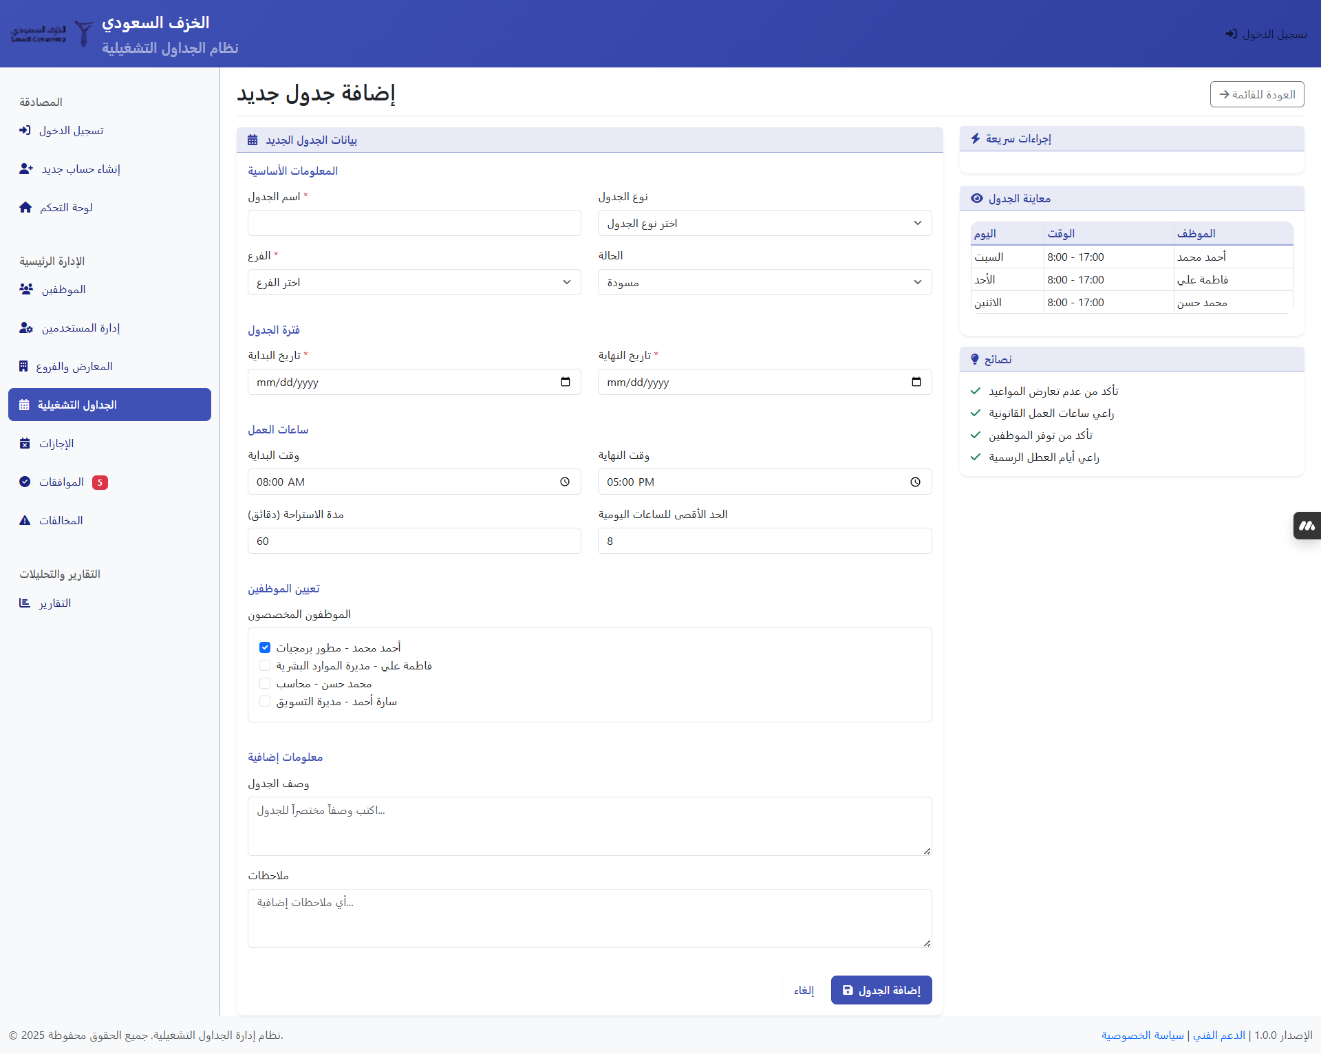 الخزف السعودي
Saudi Ceramics
الخزف السعودي
نظام الجداول التشغيلية
تسجيل الدخول
المصادقة
تسجيل الدخول
إنشاء حساب جديد
لوحة التحكم
الإدارة الرئيسية
الموظفين
إدارة المستخدمين
المعارض والفروع
الجداول التشغيلية
الإجازات
الموافقات 5
المخالفات
التقارير والتحليلات
التقارير
إضافة جدول جديد
العودة للقائمة
بيانات الجدول الجديد
المعلومات الأساسية
اسم الجدول *
نوع الجدول
اختر نوع الجدول
الفرع *
الحالة
اختر الفرع
مسودة
فترة الجدول
تاريخ البداية *
تاريخ النهاية *
mm/dd/yyyy
mm/dd/yyyy
ساعات العمل
وقت البداية
وقت النهاية
08:00 AM
05:00 PM
مدة الاستراحة (دقائق)
الحد الأقصى للساعات اليومية
60
8
تعيين الموظفين
الموظفون المخصصون
أحمد محمد - مطور برمجيات
فاطمة علي - مديرة الموارد البشرية
محمد حسن - محاسب
سارة أحمد - مديرة التسويق
معلومات إضافية
وصف الجدول
اكتب وصفاً مختصراً للجدول...
ملاحظات
أي ملاحظات إضافية...
إلغاء
إضافة الجدول
إجراءات سريعة
معاينة الجدول
اليوم الوقت الموظف
السبت 8:00 - 17:00 أحمد محمد
الأحد 8:00 - 17:00 فاطمة علي
الاثنين 8:00 - 17:00 محمد حسن
نصائح
تأكد من عدم تعارض المواعيد
راعي ساعات العمل القانونية
تأكد من توفر الموظفين
راعي أيام العطل الرسمية
© 2025 نظام إدارة الجداول التشغيلية. جميع الحقوق محفوظة.
الإصدار 1.0.0 | الدعم الفني | سياسة الخصوصية